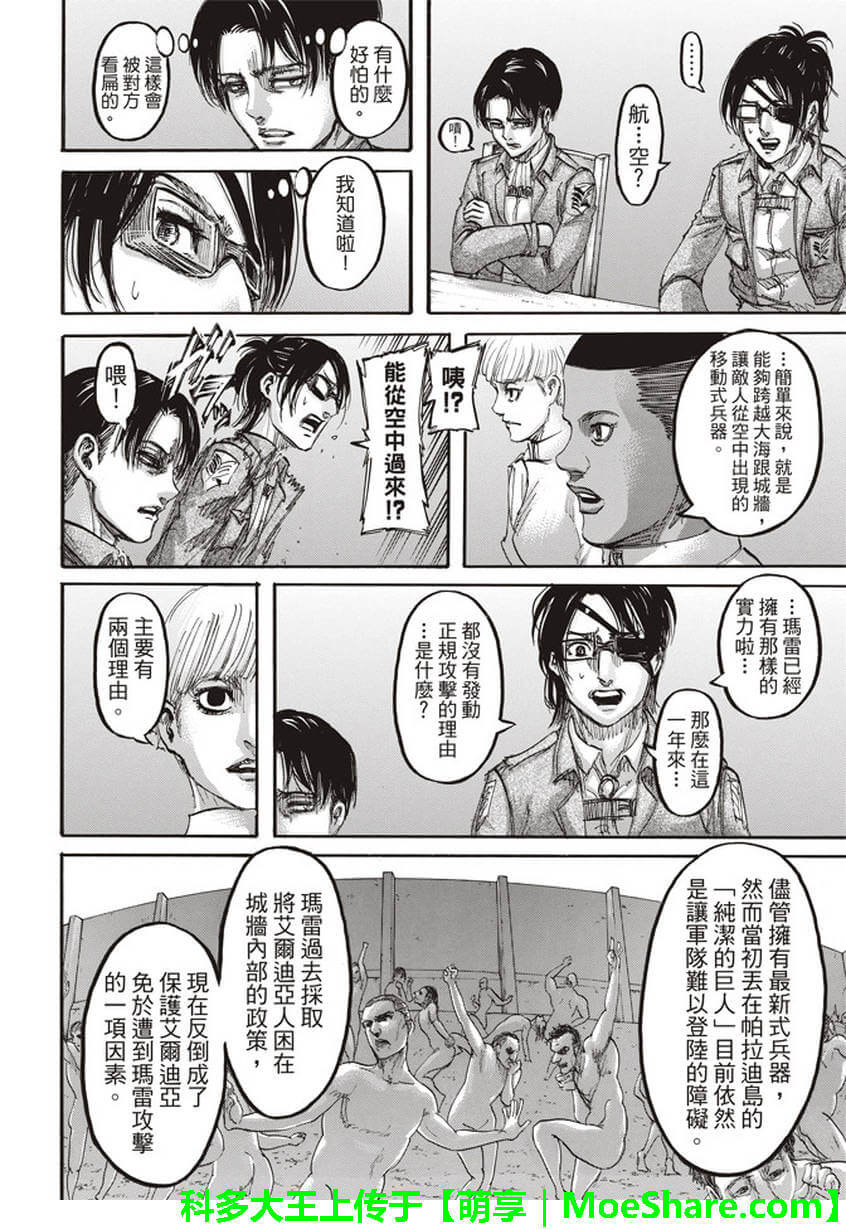 ……
航…空?
嘖!
有什麼
好怕的。
這樣會
被對方
看扁的。
我知
道啦!
…簡單來說,就是
能夠跨越大海跟城牆,
讓敵人從空中出現的
移動式兵器。
咦!?
能從空中過來!?
喂!
…瑪雷已經
擁有那樣的
實力啦…
那麼在這
一年來…
都沒有發動
正規攻擊的理由
…是什麼?
主要有
兩個理由。
儘管擁有最新式兵器,
然而當初丟在帕拉迪島的
「純潔的巨人」目前依然
是讓軍隊難以登陸的障礙。
瑪雷過去採取
將艾爾迪亞人困在
城牆內部的政策,
現在反倒成了
保護艾爾迪亞
免於遭到瑪雷攻擊
的一項因素。
科多大王上传于【萌享|MoeShare.com】